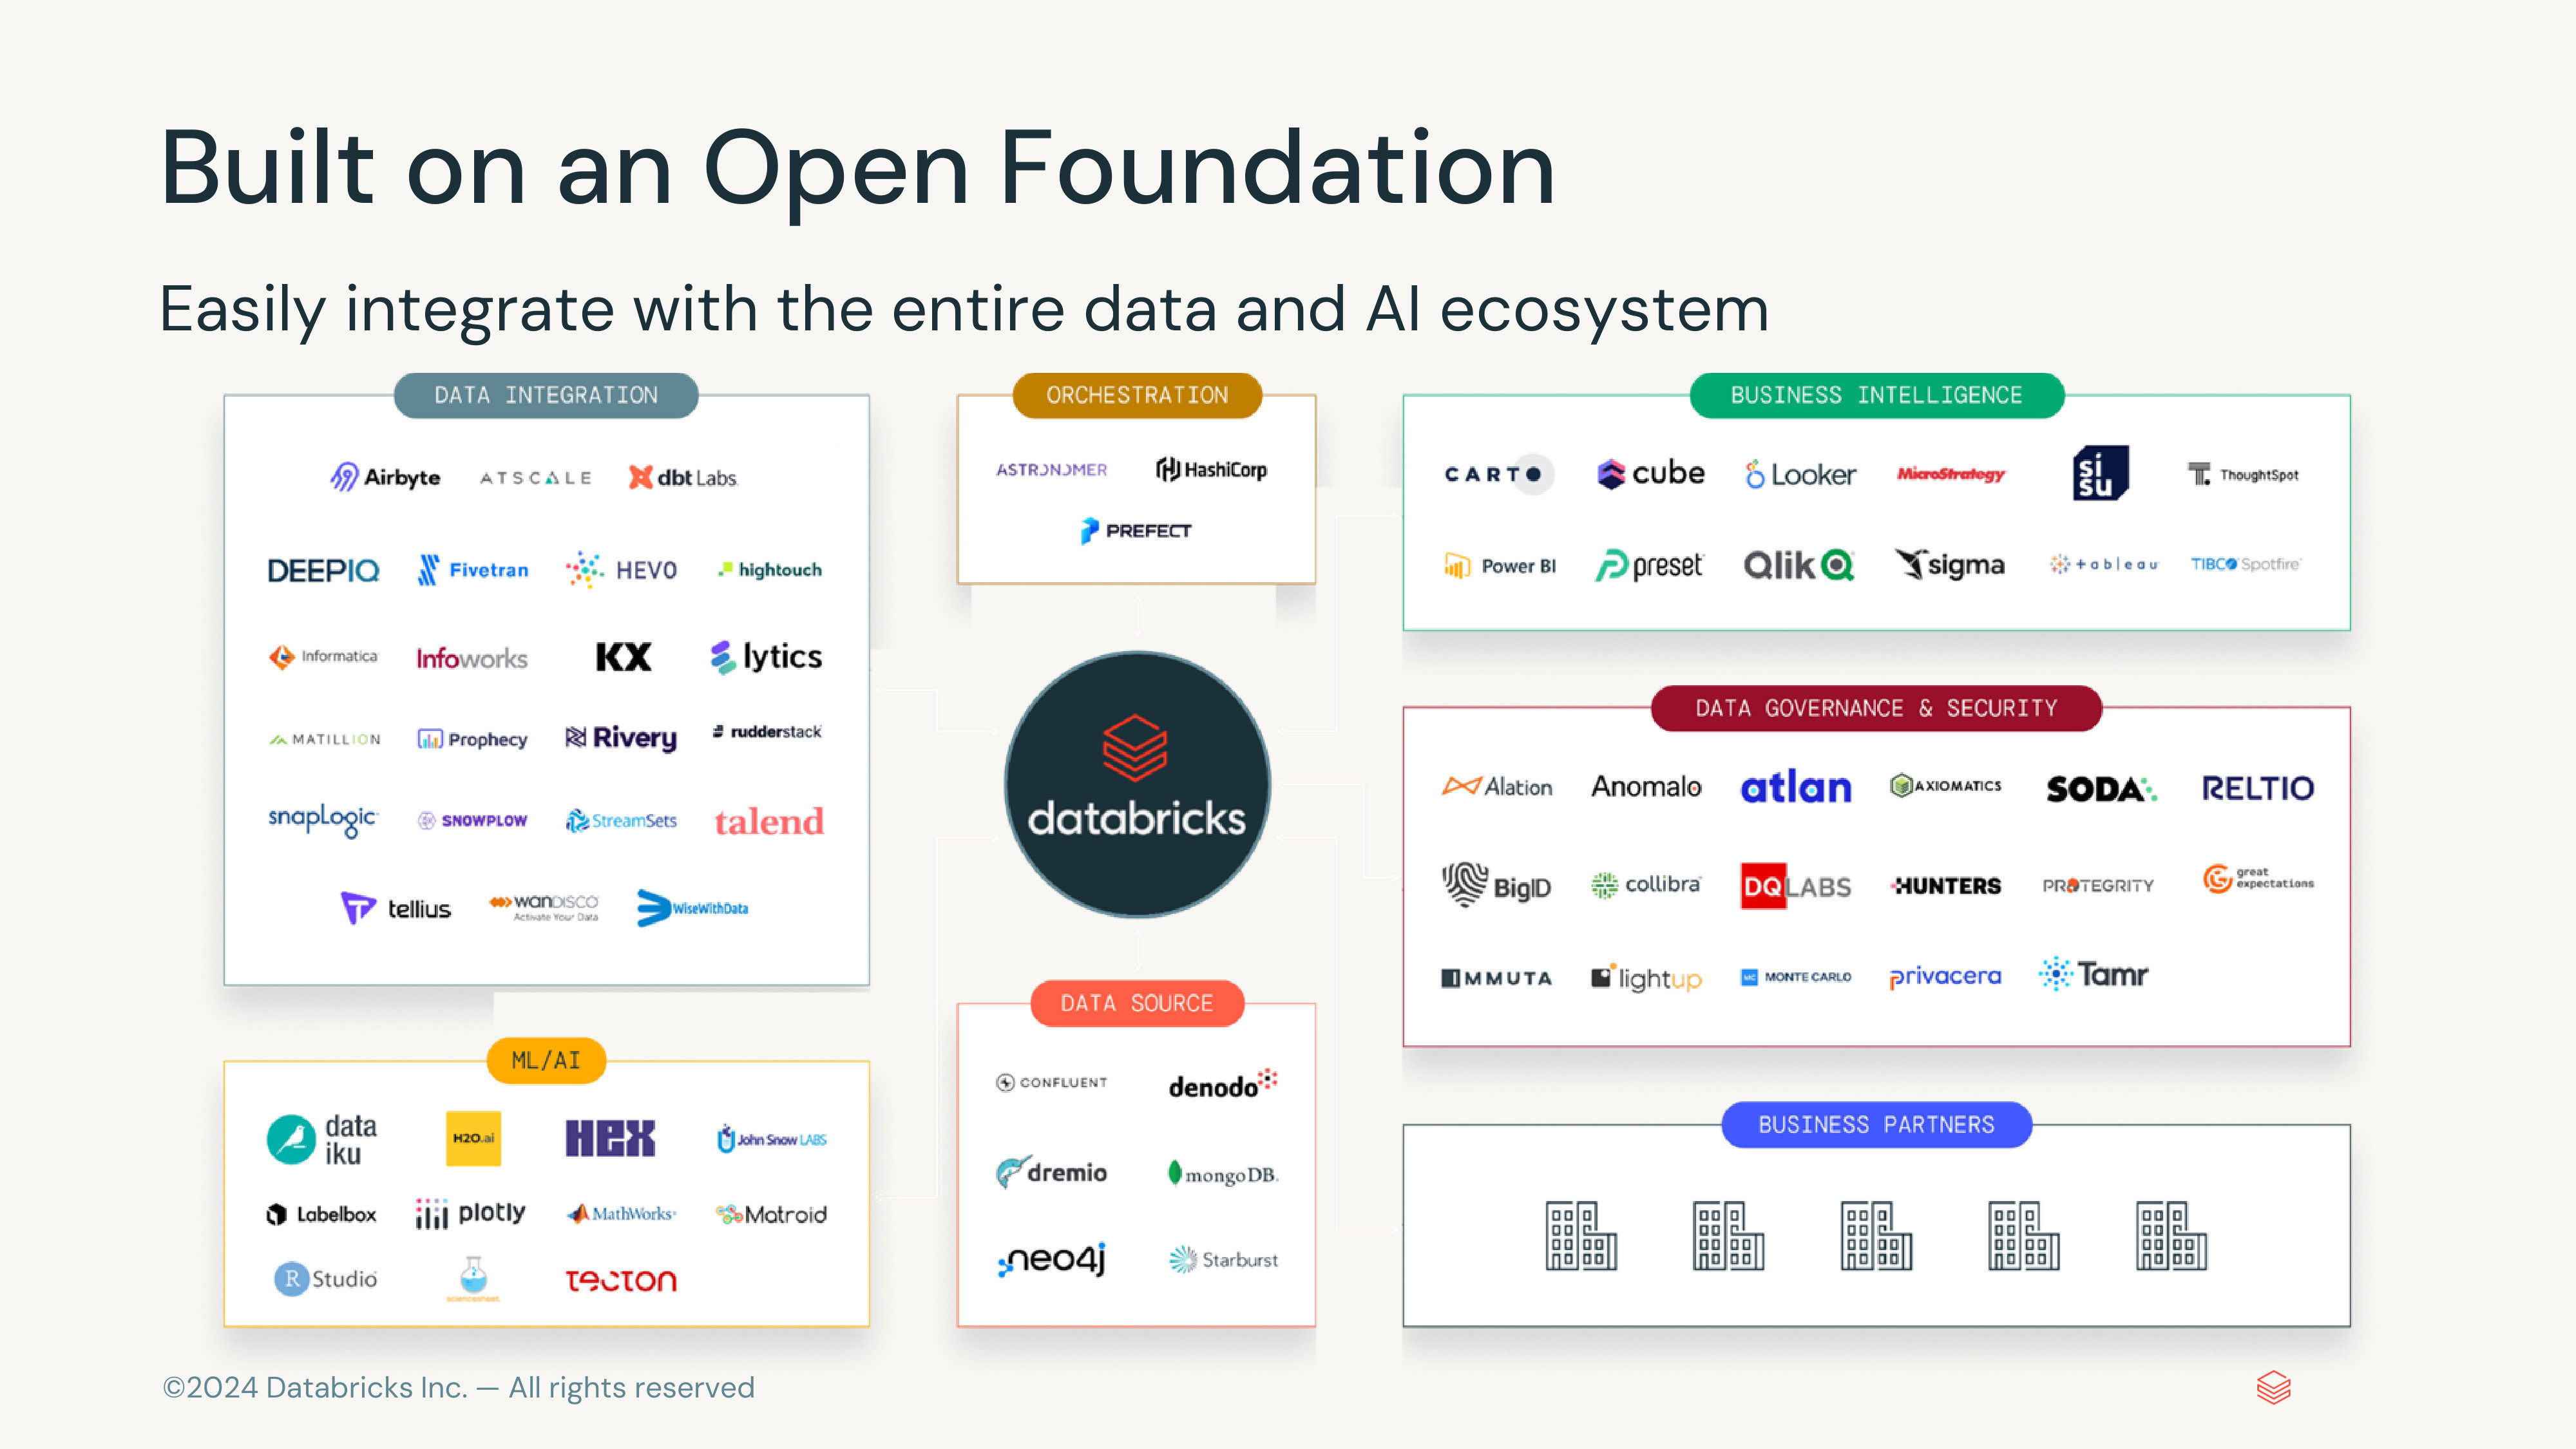 Built on an Open Foundation
Easily integrate with the entire data and AI ecosystem
DATA INTEGRATION
Airbyte ATSCALE dbt Labs
DEEPIQ Fivetran HEVO hightouch
Informatica Infoworks KX lytics
MATILLION Prophecy Rivery rudderstack
snapLogic SNOWPLOW StreamSets talend
tellius WANDISCO WiseWithData
Activate Your Data
ML/AI
data iku H2O.ai HEX John Snow LABS
Labelbox plotly MathWorks Matroid
R Studio sciencesheet. TECTON
ORCHESTRATION
ASTRONOMER HashiCorp
PREFECT
databricks
DATA SOURCE
CONFLUENT denodo
dremio mongoDB.
neo4j Starburst
BUSINESS INTELLIGENCE
CARTO cube Looker MicroStrategy sisu ThoughtSpot
Power BI preset Qlik sigma +ableau TIBCO Spotfire
DATA GOVERNANCE & SECURITY
Alation Anomalo atlan AXIOMATICS SODA RELTIO
BigID collibra DQLABS HUNTERS PROTEGRITY great expectations
IMMUTA lightup MC MONTE CARLO privacera Tamr
BUSINESS PARTNERS
©2024 Databricks Inc. — All rights reserved